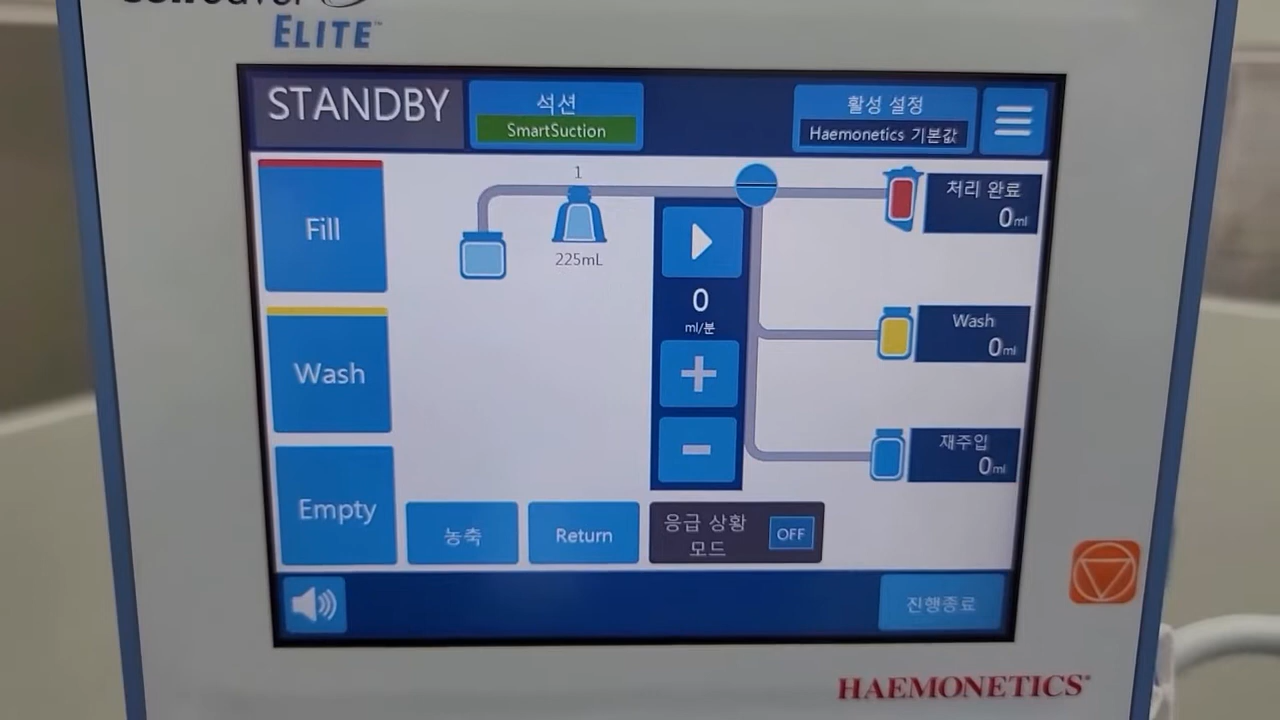 ELITE™
STANDBY
석션
SmartSuction
활성 설정
Haemonetics 기본값
Fill
1
225mL
처리 완료
0ml
0
ml/분
Wash
Wash
0ml
재주입
0ml
Empty
농축
Return
응급 상황
모드
OFF
진행종료
HAEMONETICS®